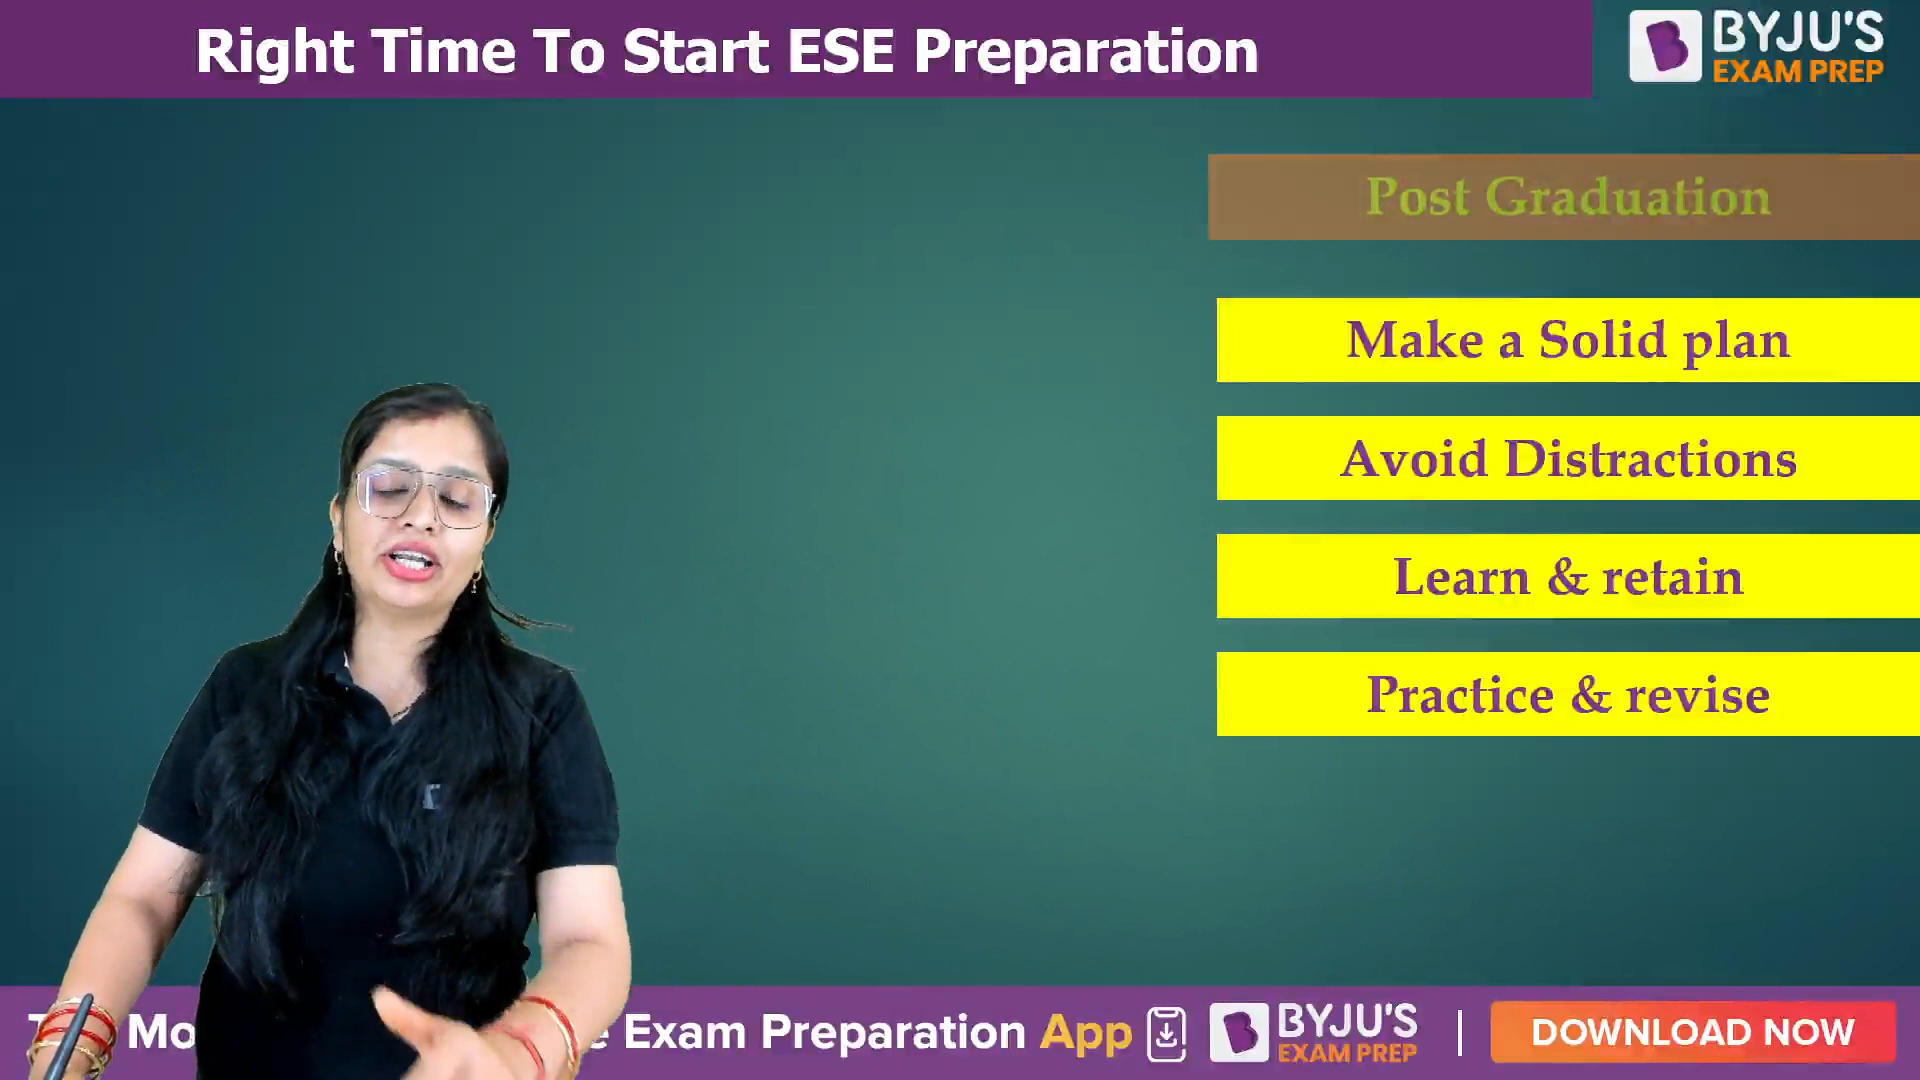 Right Time To Start ESE Preparation
BYJU'S
EXAM PREP
Post Graduation
Make a Solid plan
Avoid Distractions
Learn & retain
Practice & revise
Exam Preparation App
BYJU'S
EXAM PREP
DOWNLOAD NOW